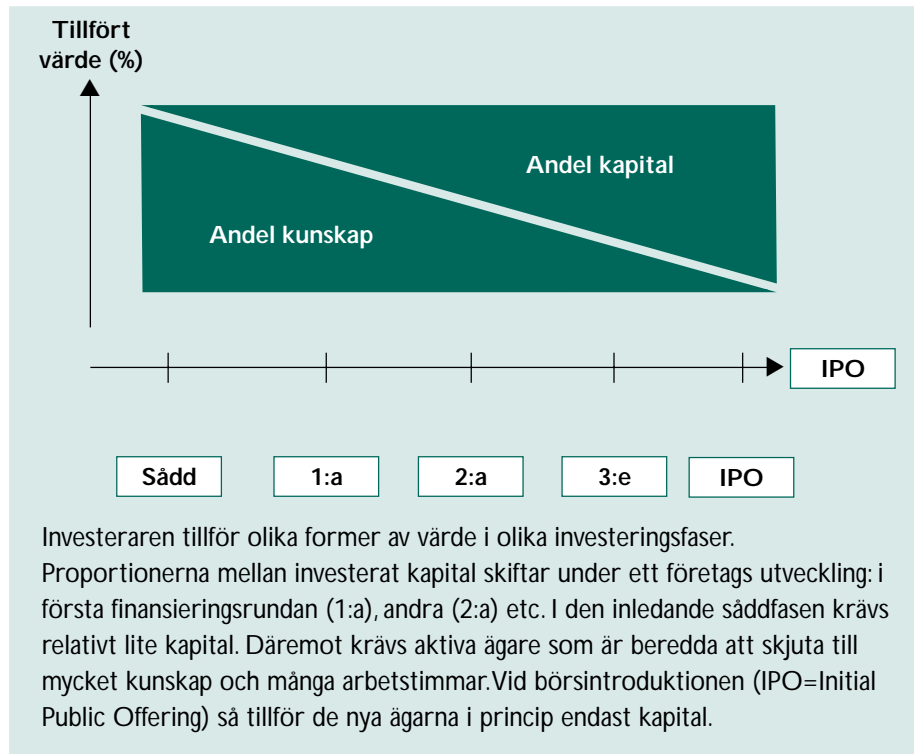 Tillfört
värde (%)
Andel kapital
Andel kunskap
IPO
Sådd
1:a
2:a
3:e
IPO
Investeraren tillför olika former av värde i olika investeringsfaser.
Proportionerna mellan investerat kapital skiftar under ett företags utveckling: i
första finansieringsrundan (1:a), andra (2:a) etc. I den inledande såddfasen krävs
relativt lite kapital. Däremot krävs aktiva ägare som är beredda att skjuta till
mycket kunskap och många arbetstimmar.Vid börsintroduktionen (IPO=Initial
Public Offering) så tillför de nya ägarna i princip endast kapital.